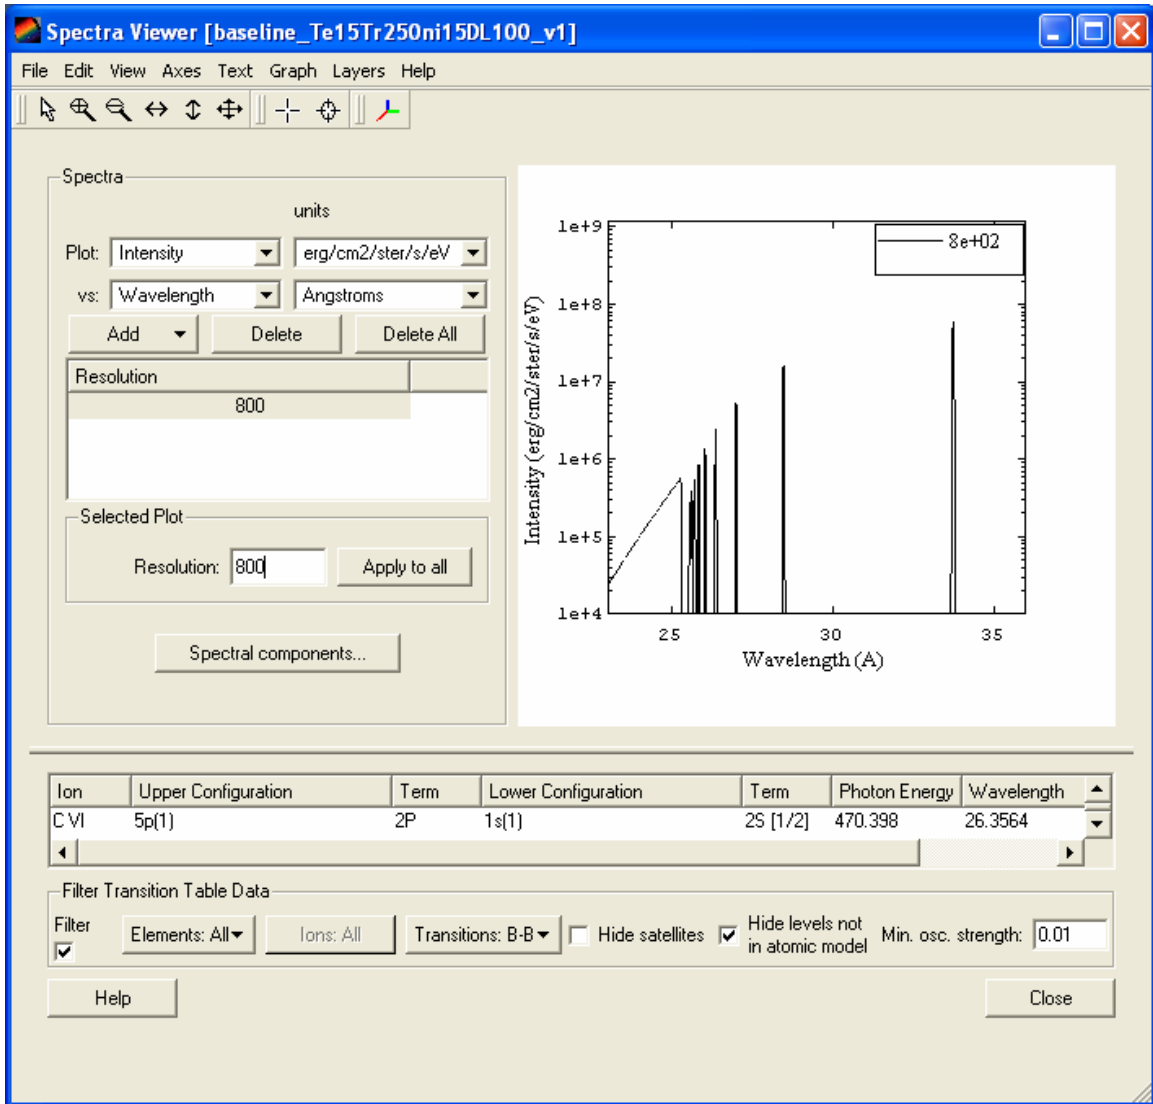 Spectra Viewer [baseline_Te15Tr250ni15DL100_v1]
File Edit View Axes Text Graph Layers Help
Spectra
units
Plot: Intensity erg/cm2/ster/s/eV
vs: Wavelength Angstroms
Add Delete Delete All
Resolution
800
Selected Plot
Resolution: 800 Apply to all
Spectral components...
1e+9
8e+02
1e+8
1e+7
1e+6
1e+5
1e+4
Intensity (erg/cm2/ster/s/eV)
25 30 35
Wavelength (A)
Ion Upper Configuration Term Lower Configuration Term Photon Energy Wavelength
C VI 5p(1) 2P 1s(1) 2S [1/2] 470.398 26.3564
Filter Transition Table Data
Filter Elements: All Ions: All Transitions: B-B Hide satellites Hide levels not in atomic model Min. osc. strength: 0.01
Help Close